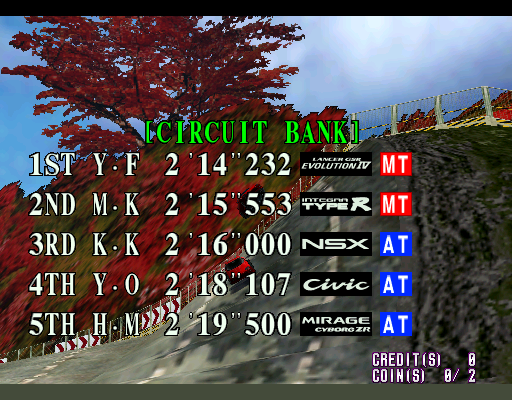 [CIRCUIT BANK]
1ST Y.F 2'14"232 LANCER GSR EVOLUTION IV MT
2ND M.K 2'15"553 INTEGRA TYPE R MT
3RD K.K 2'16"000 NSX AT
4TH Y.O 2'18"107 Civic AT
5TH H.M 2'19"500 MIRAGE CYBORG ZR AT
CREDIT(S) 0
COIN(S) 0/ 2